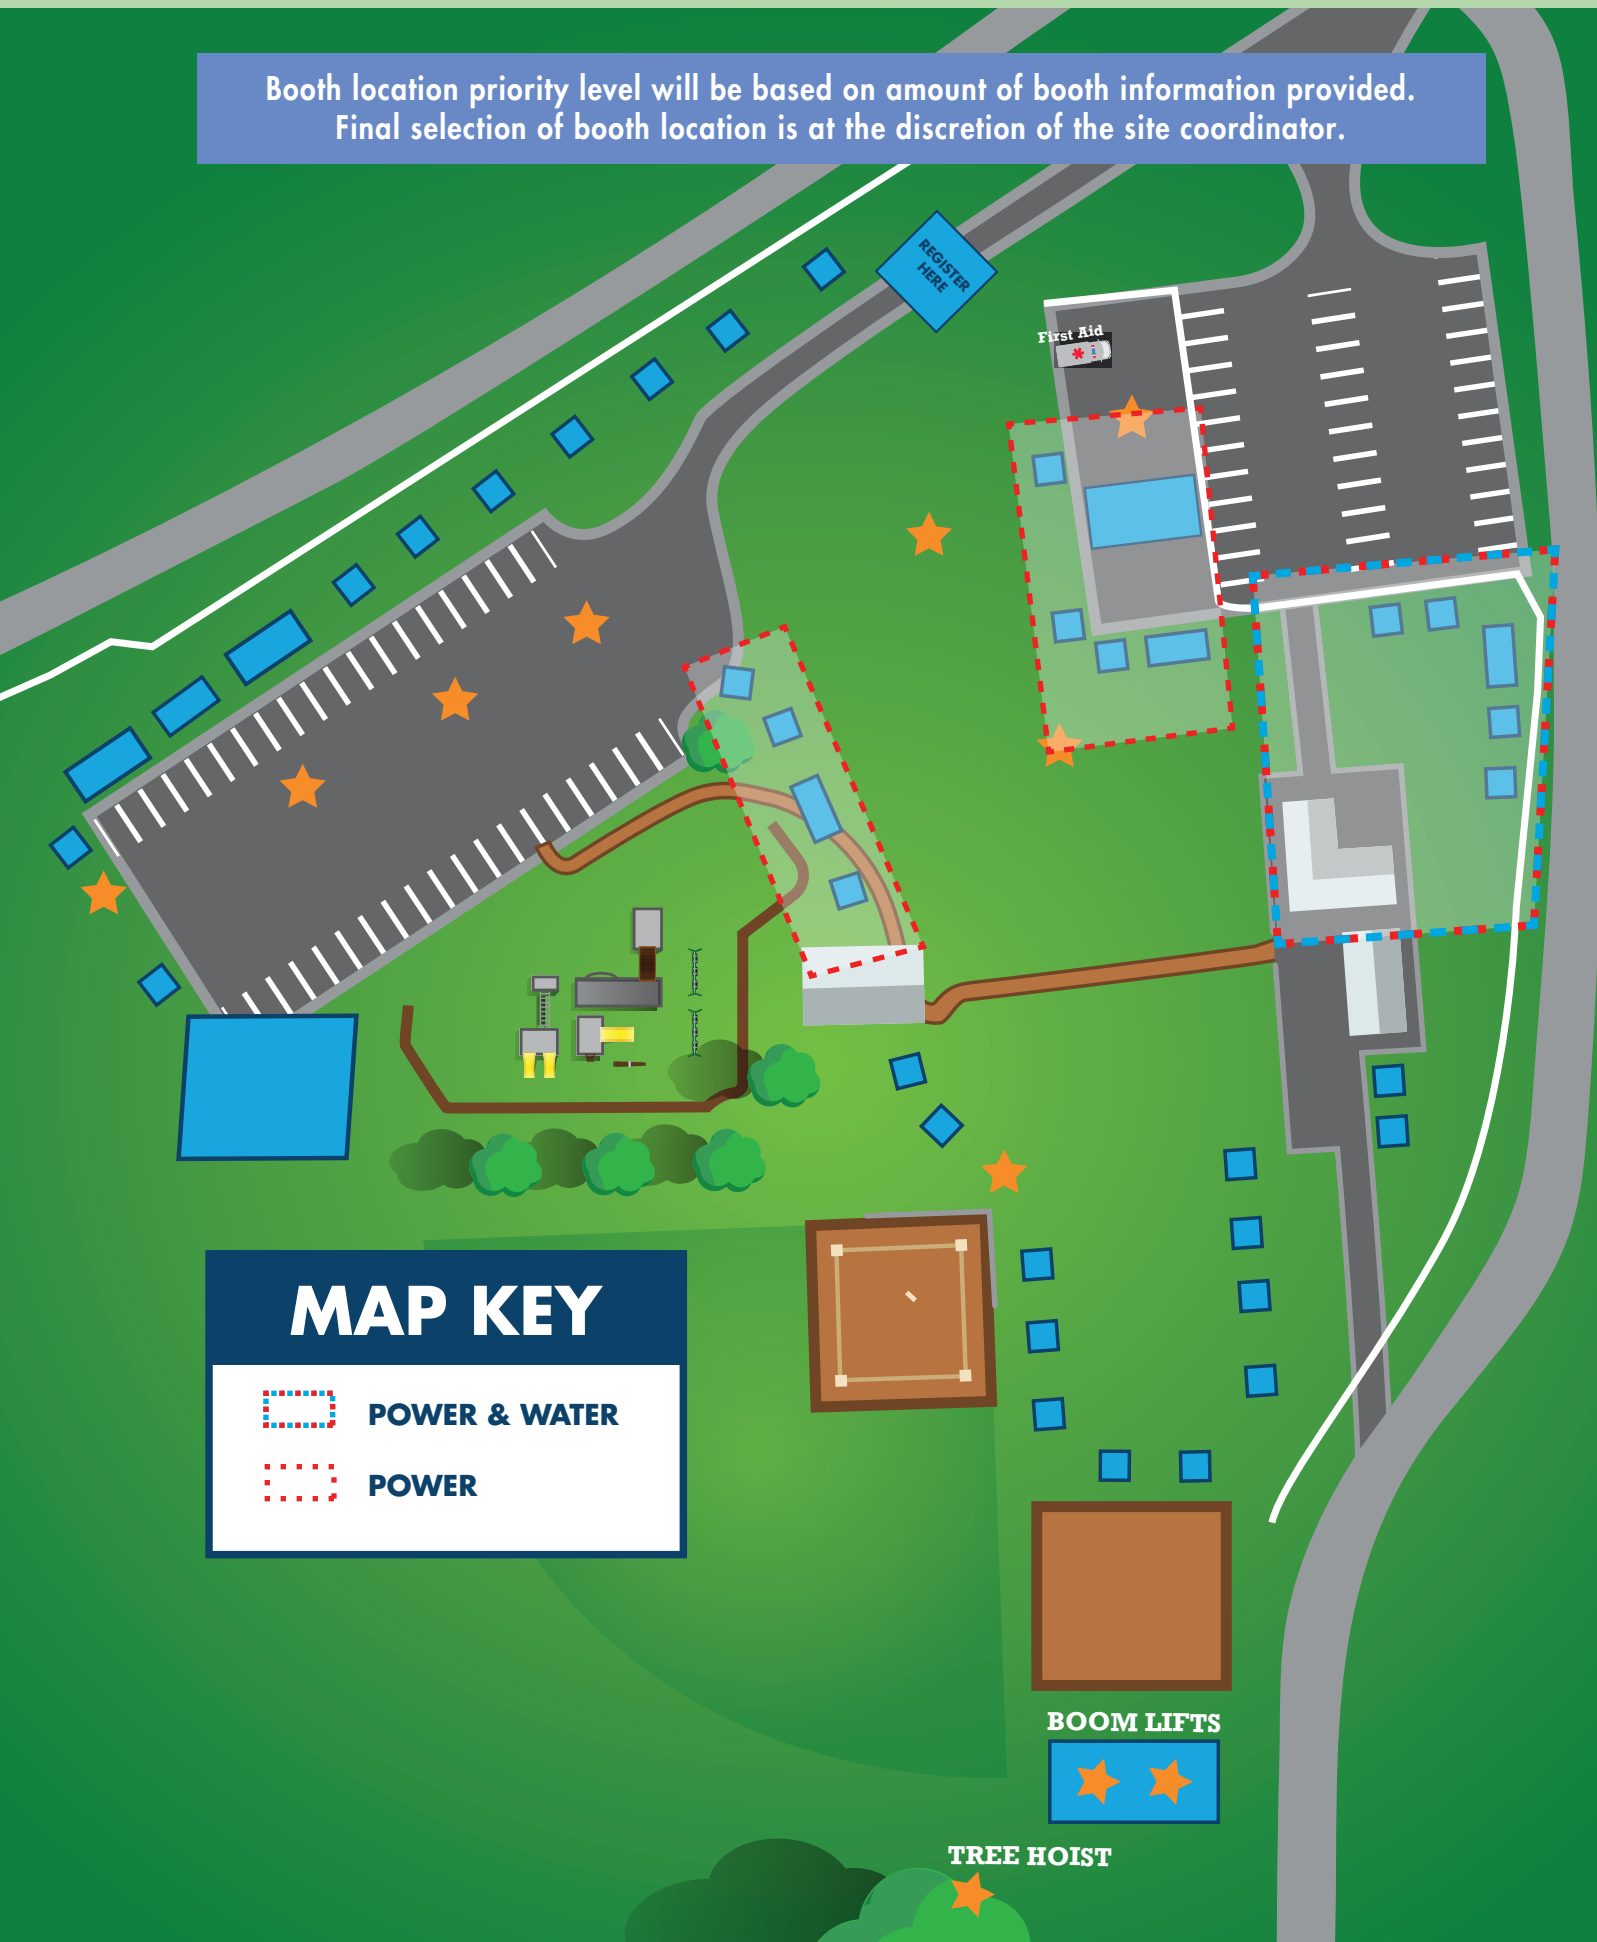 Booth location priority level will be based on amount of booth information provided.
Final selection of booth location is at the discretion of the site coordinator.
REGISTER
HERE
First Aid
MAP KEY
POWER & WATER
POWER
BOOM LIFTS
TREE HOIST